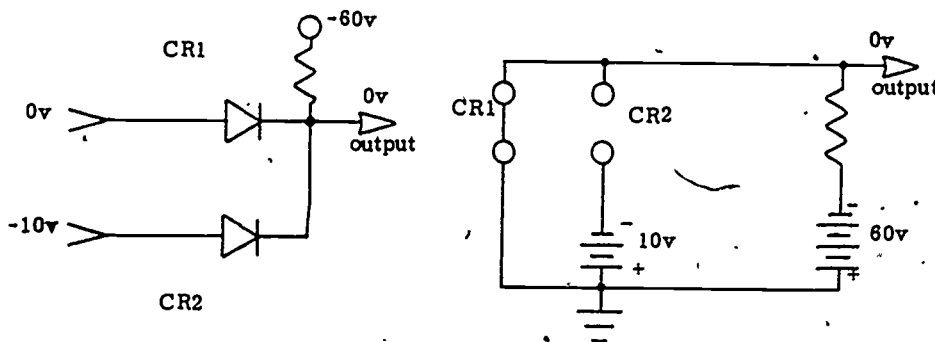 -60v
CR1
0v
0v
output
-10v
CR2
0v
output
CR1
CR2
-
10v
+
-
60v
+